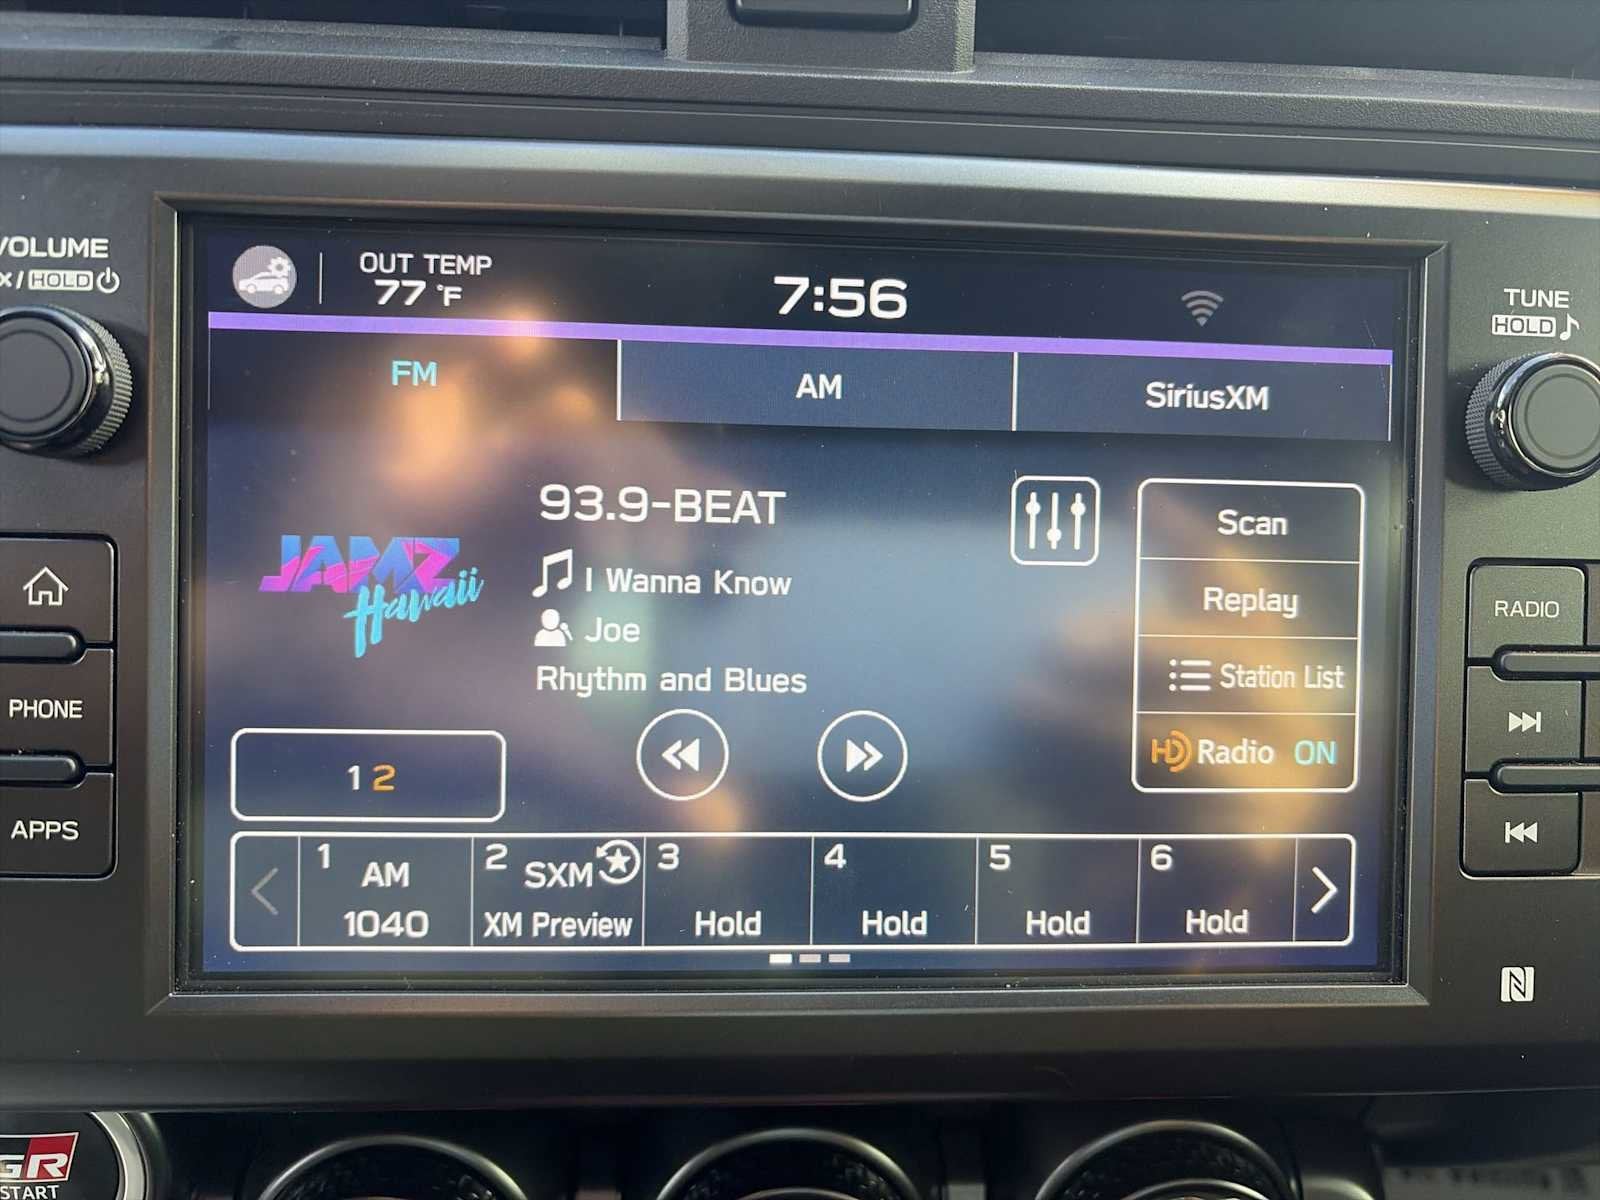 VOLUME
HOLD
OUT TEMP
77 °F
7:56
TUNE
HOLD
FM
AM
SiriusXM
93.9-BEAT
I Wanna Know
Joe
Rhythm and Blues
JAMZ
Hawaii
Scan
Replay
Station List
HD Radio ON
1 2
1 AM 1040
2 SXM XM Preview
3 Hold
4 Hold
5 Hold
6 Hold
PHONE
APPS
RADIO
N
GR
START